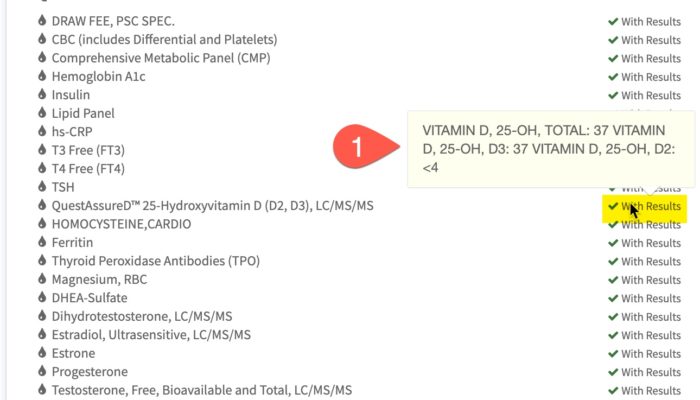 DRAW FEE, PSC SPEC. With Results
CBC (includes Differential and Platelets) With Results
Comprehensive Metabolic Panel (CMP) With Results
Hemoglobin A1c With Results
Insulin With Results
Lipid Panel
hs-CRP
T3 Free (FT3)
T4 Free (FT4)
1
VITAMIN D, 25-OH, TOTAL: 37 VITAMIN
D, 25-OH, D3: 37 VITAMIN D, 25-OH, D2:
<4
TSH With Results
QuestAssureD™ 25-Hydroxyvitamin D (D2, D3), LC/MS/MS With Results
HOMOCYSTEINE,CARDIO With Results
Ferritin With Results
Thyroid Peroxidase Antibodies (TPO) With Results
Magnesium, RBC With Results
DHEA-Sulfate With Results
Dihydrotestosterone, LC/MS/MS With Results
Estradiol, Ultrasensitive, LC/MS/MS With Results
Estrone With Results
Progesterone With Results
Testosterone, Free, Bioavailable and Total, LC/MS/MS With Results